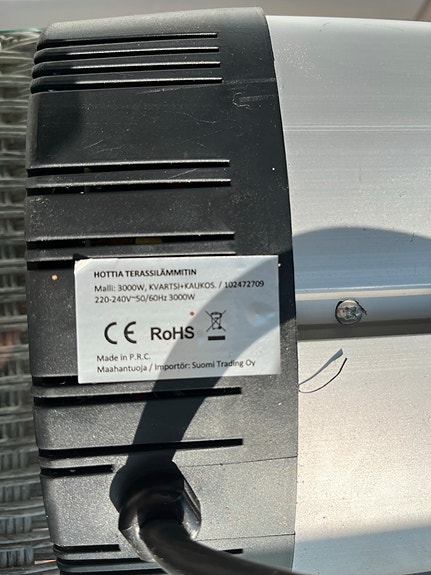 HOTTIA TERASSILÄMMITIN
Malli: 3000W, KVARTSI+KAUKOS. / 102472709
220-240V~50/60Hz 3000W
CE RoHS
Made in P.R.C.
Maahantuoja / Importör: Suomi Trading Oy